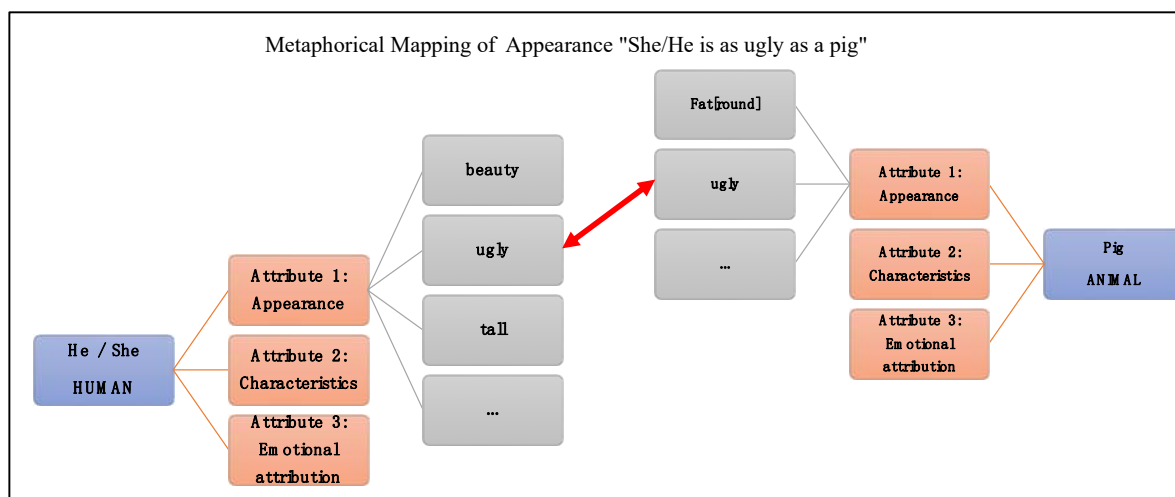 Metaphorical Mapping of Appearance "She/He is as ugly as a pig"
He / She
HUMAN
Attribute 1:
Appearance
Attribute 2:
Characteristics
Attribute 3:
Emotional
attribution
beauty
ugly
tall
...
Fat[round]
ugly
...
Attribute 1:
Appearance
Attribute 2:
Characteristics
Attribute 3:
Emotional
attribution
Pig
ANIMAL